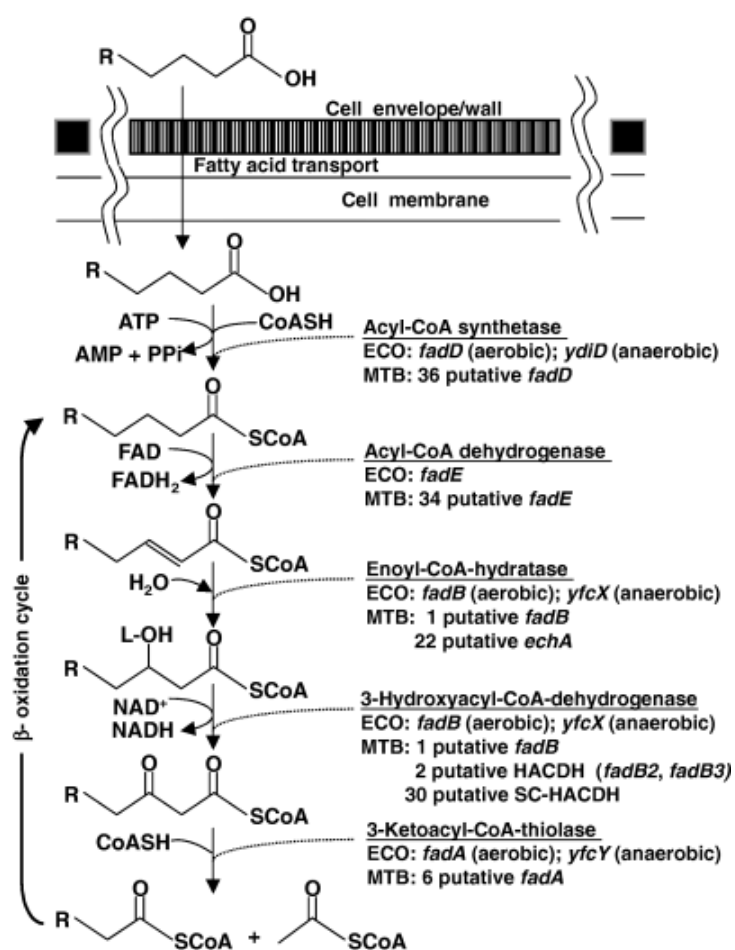 O
R
OH
Cell envelope/wall
Fatty acid transport
Cell membrane
O
R
OH
ATP
CoASH
AMP + PPi
Acyl-CoA synthetase
ECO: fadD (aerobic); ydiD (anaerobic)
MTB: 36 putative fadD
O
R
SCoA
FAD
FADH₂
Acyl-CoA dehydrogenase
ECO: fadE
MTB: 34 putative fadE
O
R
SCoA
H₂O
Enoyl-CoA-hydratase
ECO: fadB (aerobic); yfcX (anaerobic)
MTB: 1 putative fadB
22 putative echA
L-OH
O
R
SCoA
NAD⁺
NADH
3-Hydroxyacyl-CoA-dehydrogenase
ECO: fadB (aerobic); yfcX (anaerobic)
MTB: 1 putative fadB
2 putative HACDH (fadB2, fadB3)
30 putative SC-HACDH
O O
R
SCoA
CoASH
3-Ketoacyl-CoA-thiolase
ECO: fadA (aerobic); yfcY (anaerobic)
MTB: 6 putative fadA
O O
R
SCoA + SCoA
β- oxidation cycle